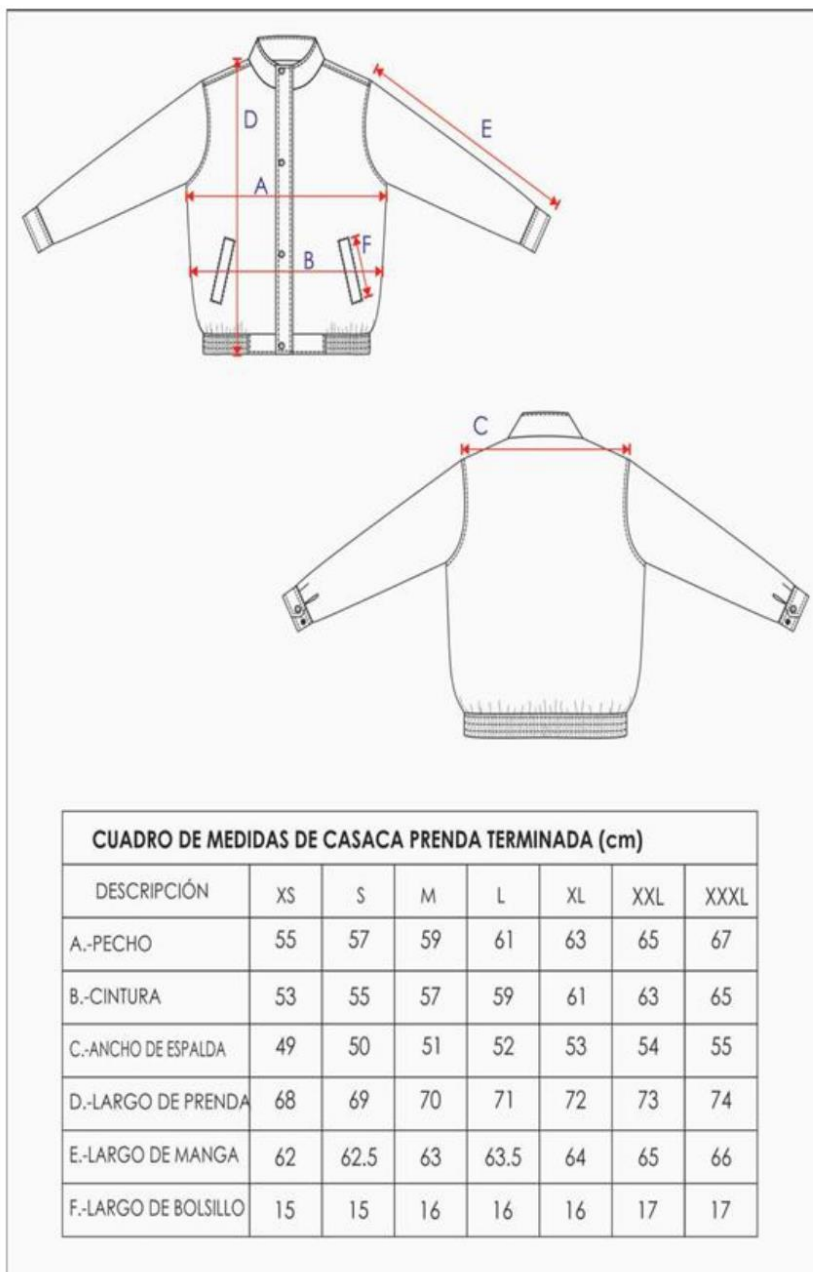 D
E
A
F
B
C
CUADRO DE MEDIDAS DE CASACA PRENDA TERMINADA (cm)
DESCRIPCIÓN XS S M L XL XXL XXXL
A.-PECHO 55 57 59 61 63 65 67
B.-CINTURA 53 55 57 59 61 63 65
C.-ANCHO DE ESPALDA 49 50 51 52 53 54 55
D.-LARGO DE PRENDA 68 69 70 71 72 73 74
E.-LARGO DE MANGA 62 62.5 63 63.5 64 65 66
F.-LARGO DE BOLSILLO 15 15 16 16 16 17 17